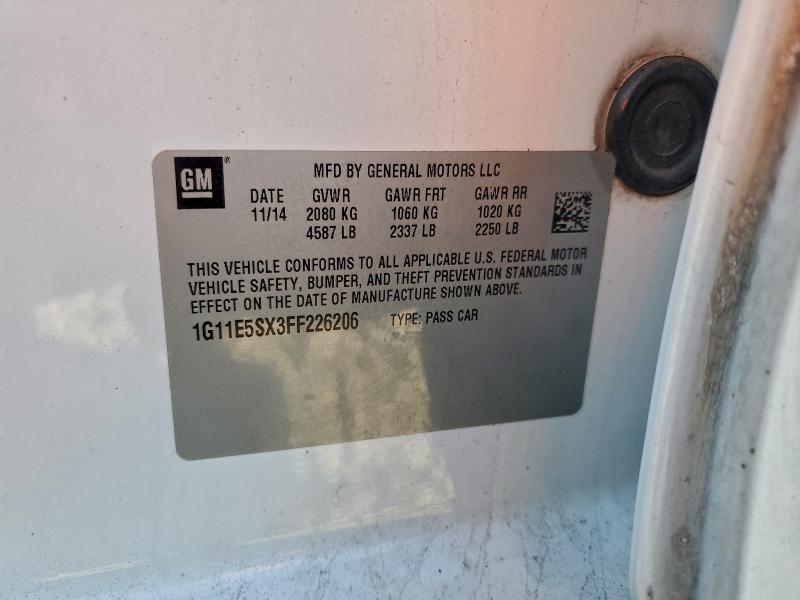 GM®
MFD BY GENERAL MOTORS LLC
DATE GVWR GAWR FRT GAWR RR
11/14 2080 KG 1060 KG 1020 KG
4587 LB 2337 LB 2250 LB
THIS VEHICLE CONFORMS TO ALL APPLICABLE U.S. FEDERAL MOTOR
VEHICLE SAFETY, BUMPER, AND THEFT PREVENTION STANDARDS IN
EFFECT ON THE DATE OF MANUFACTURE SHOWN ABOVE.
1G11E5SX3FF226206 TYPE: PASS CAR